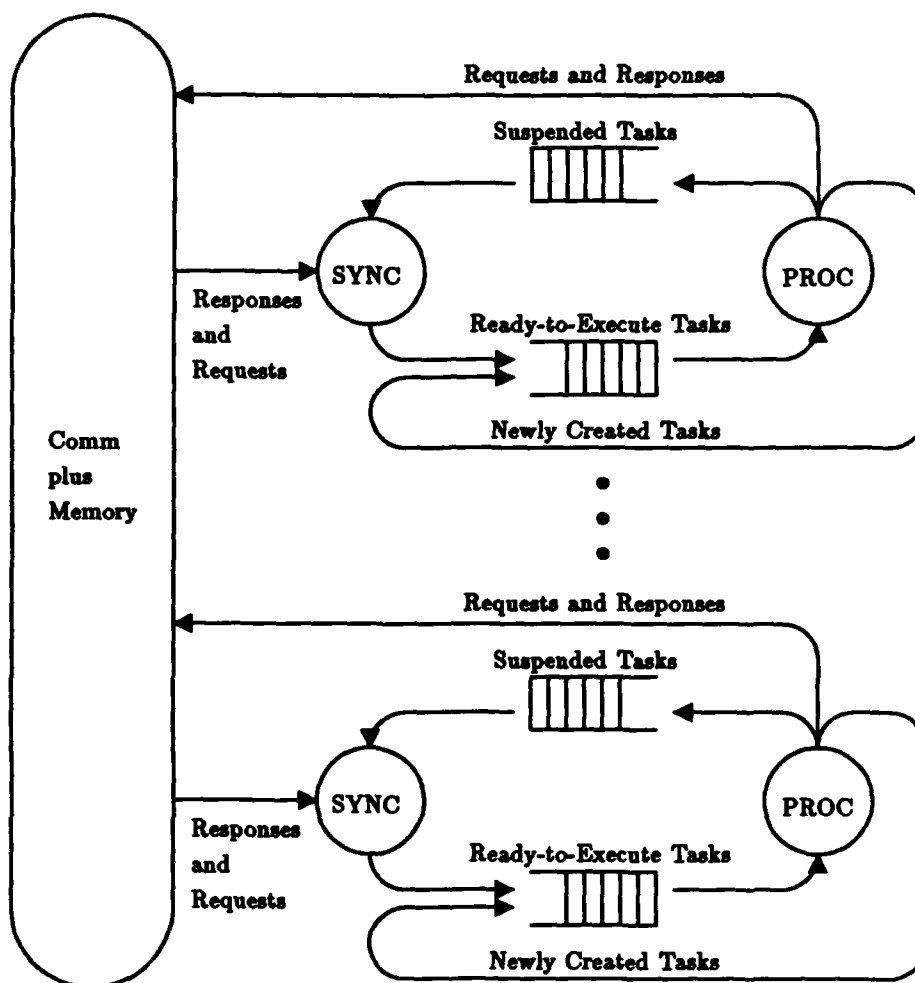 Requests and Responses
Suspended Tasks
SYNC
PROC
Responses
and
Requests
Ready-to-Execute Tasks
Newly Created Tasks
Comm
plus
Memory
Requests and Responses
Suspended Tasks
SYNC
PROC
Responses
and
Requests
Ready-to-Execute Tasks
Newly Created Tasks